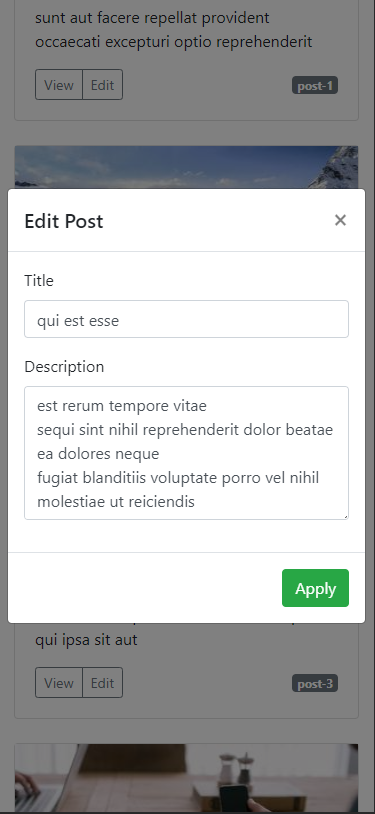 sunt aut facere repellat provident
occaecati excepturi optio reprehenderit
View Edit post-1
Edit Post ×
Title
qui est esse
Description
est rerum tempore vitae
sequi sint nihil reprehenderit dolor beatae
ea dolores neque
fugiat blanditiis voluptate porro vel nihil
molestiae ut reiciendis
Apply
qui ipsa sit aut
View Edit post-3